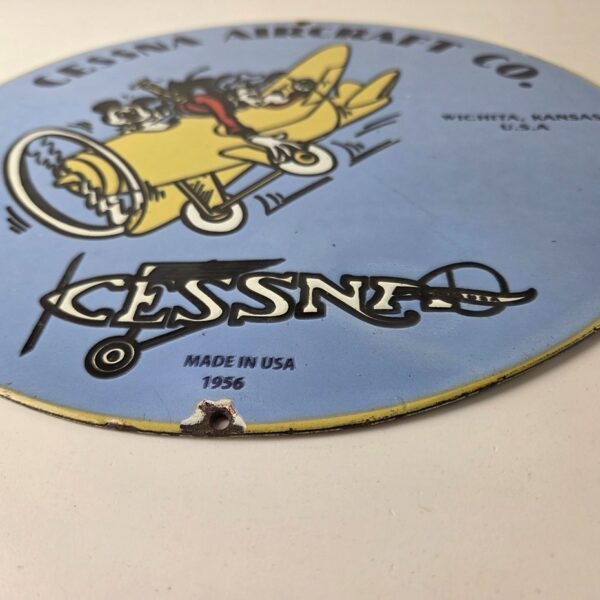 CESSNA AIRCRAFT CO.
WICHITA, KANSAS
U.S.A
CESSNA
MADE IN USA
1956